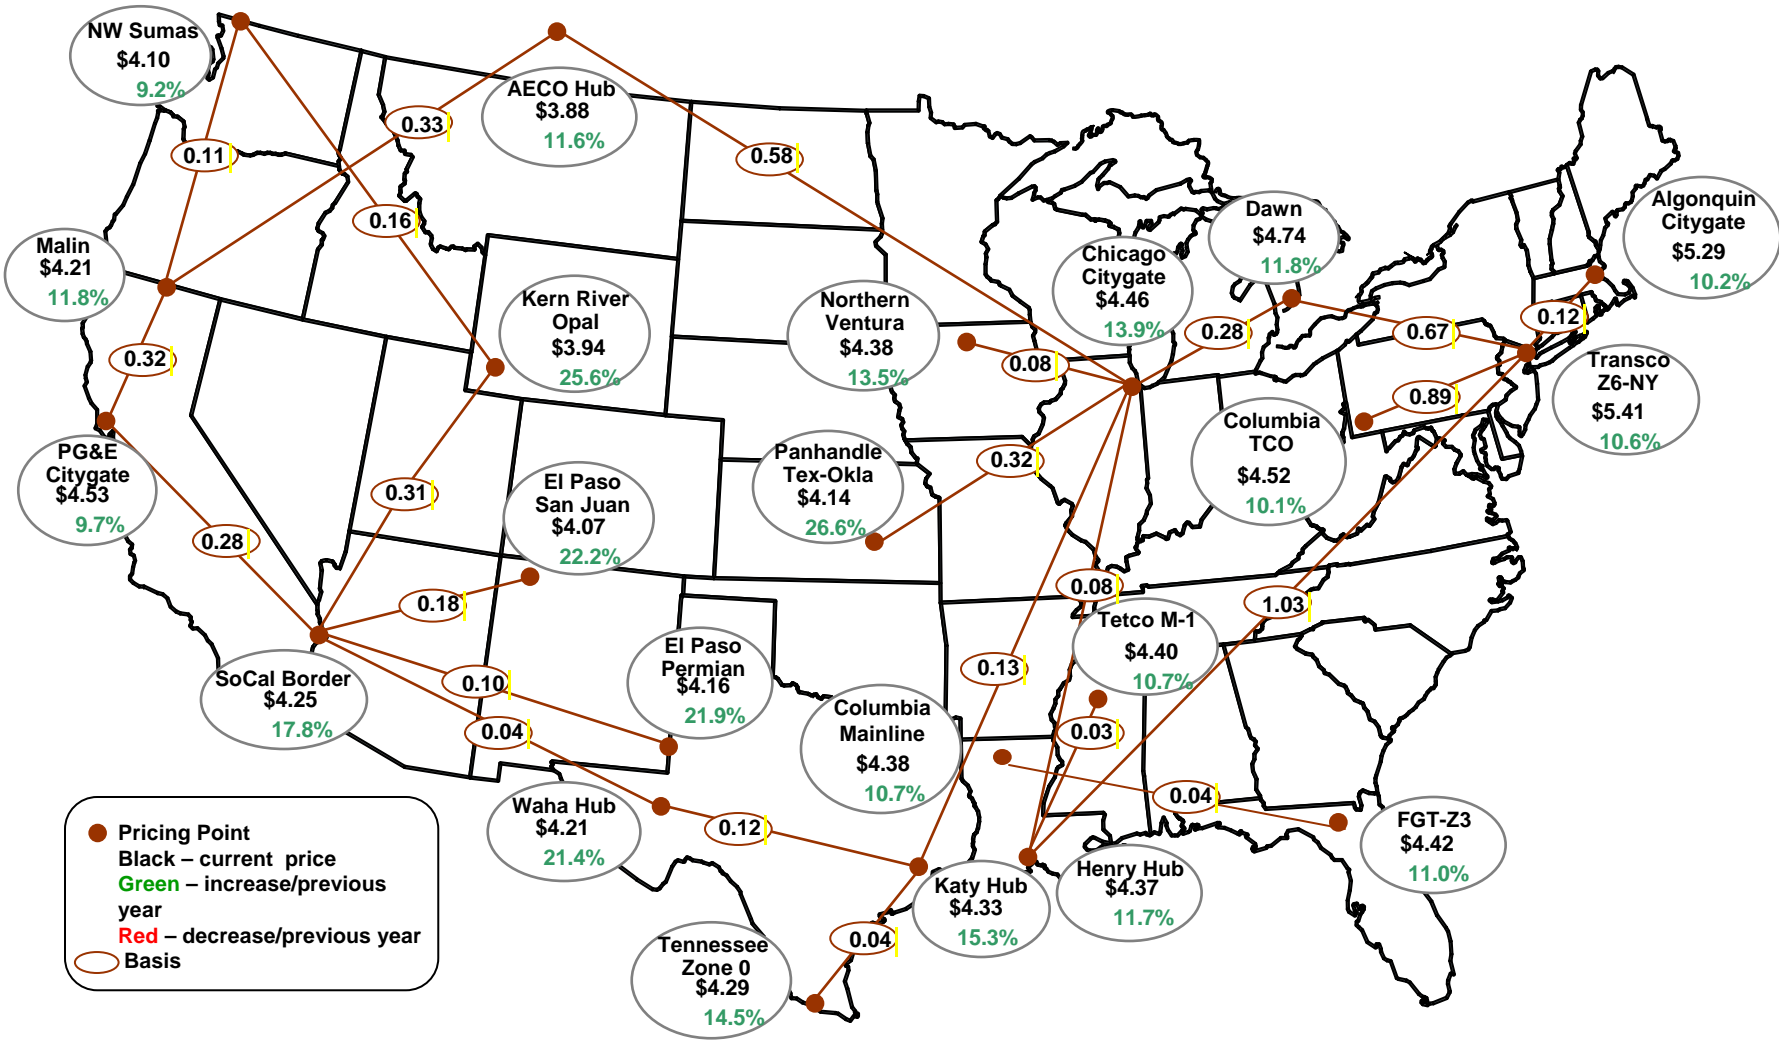 NW Sumas
$4.10
9.2%
AECO Hub
$3.88
11.6%
0.33
0.11
0.58
0.16
Malin
$4.21
11.8%
Kern River
Opal
$3.94
25.6%
Northern
Ventura
$4.38
13.5%
Chicago
Citygate
$4.46
13.9%
Dawn
$4.74
11.8%
Algonquin
Citygate
$5.29
10.2%
0.32
0.08
0.28
0.67
0.12
Transco
Z6-NY
$5.41
10.6%
0.89
PG&E
Citygate
$4.53
9.7%
0.28
0.31
El Paso
San Juan
$4.07
22.2%
Panhandle
Tex-Okla
$4.14
26.6%
0.32
Columbia
TCO
$4.52
10.1%
0.18
0.08
1.03
SoCal Border
$4.25
17.8%
0.10
0.04
El Paso
Permian
$4.16
21.9%
0.13
Tetco M-1
$4.40
10.7%
Columbia
Mainline
$4.38
10.7%
0.03
0.04
Waha Hub
$4.21
21.4%
0.12
Katy Hub
$4.33
15.3%
Henry Hub
$4.37
11.7%
FGT-Z3
$4.42
11.0%
0.04
Tennessee
Zone 0
$4.29
14.5%
Pricing Point
Black – current price
Green – increase/previous
year
Red – decrease/previous year
Basis